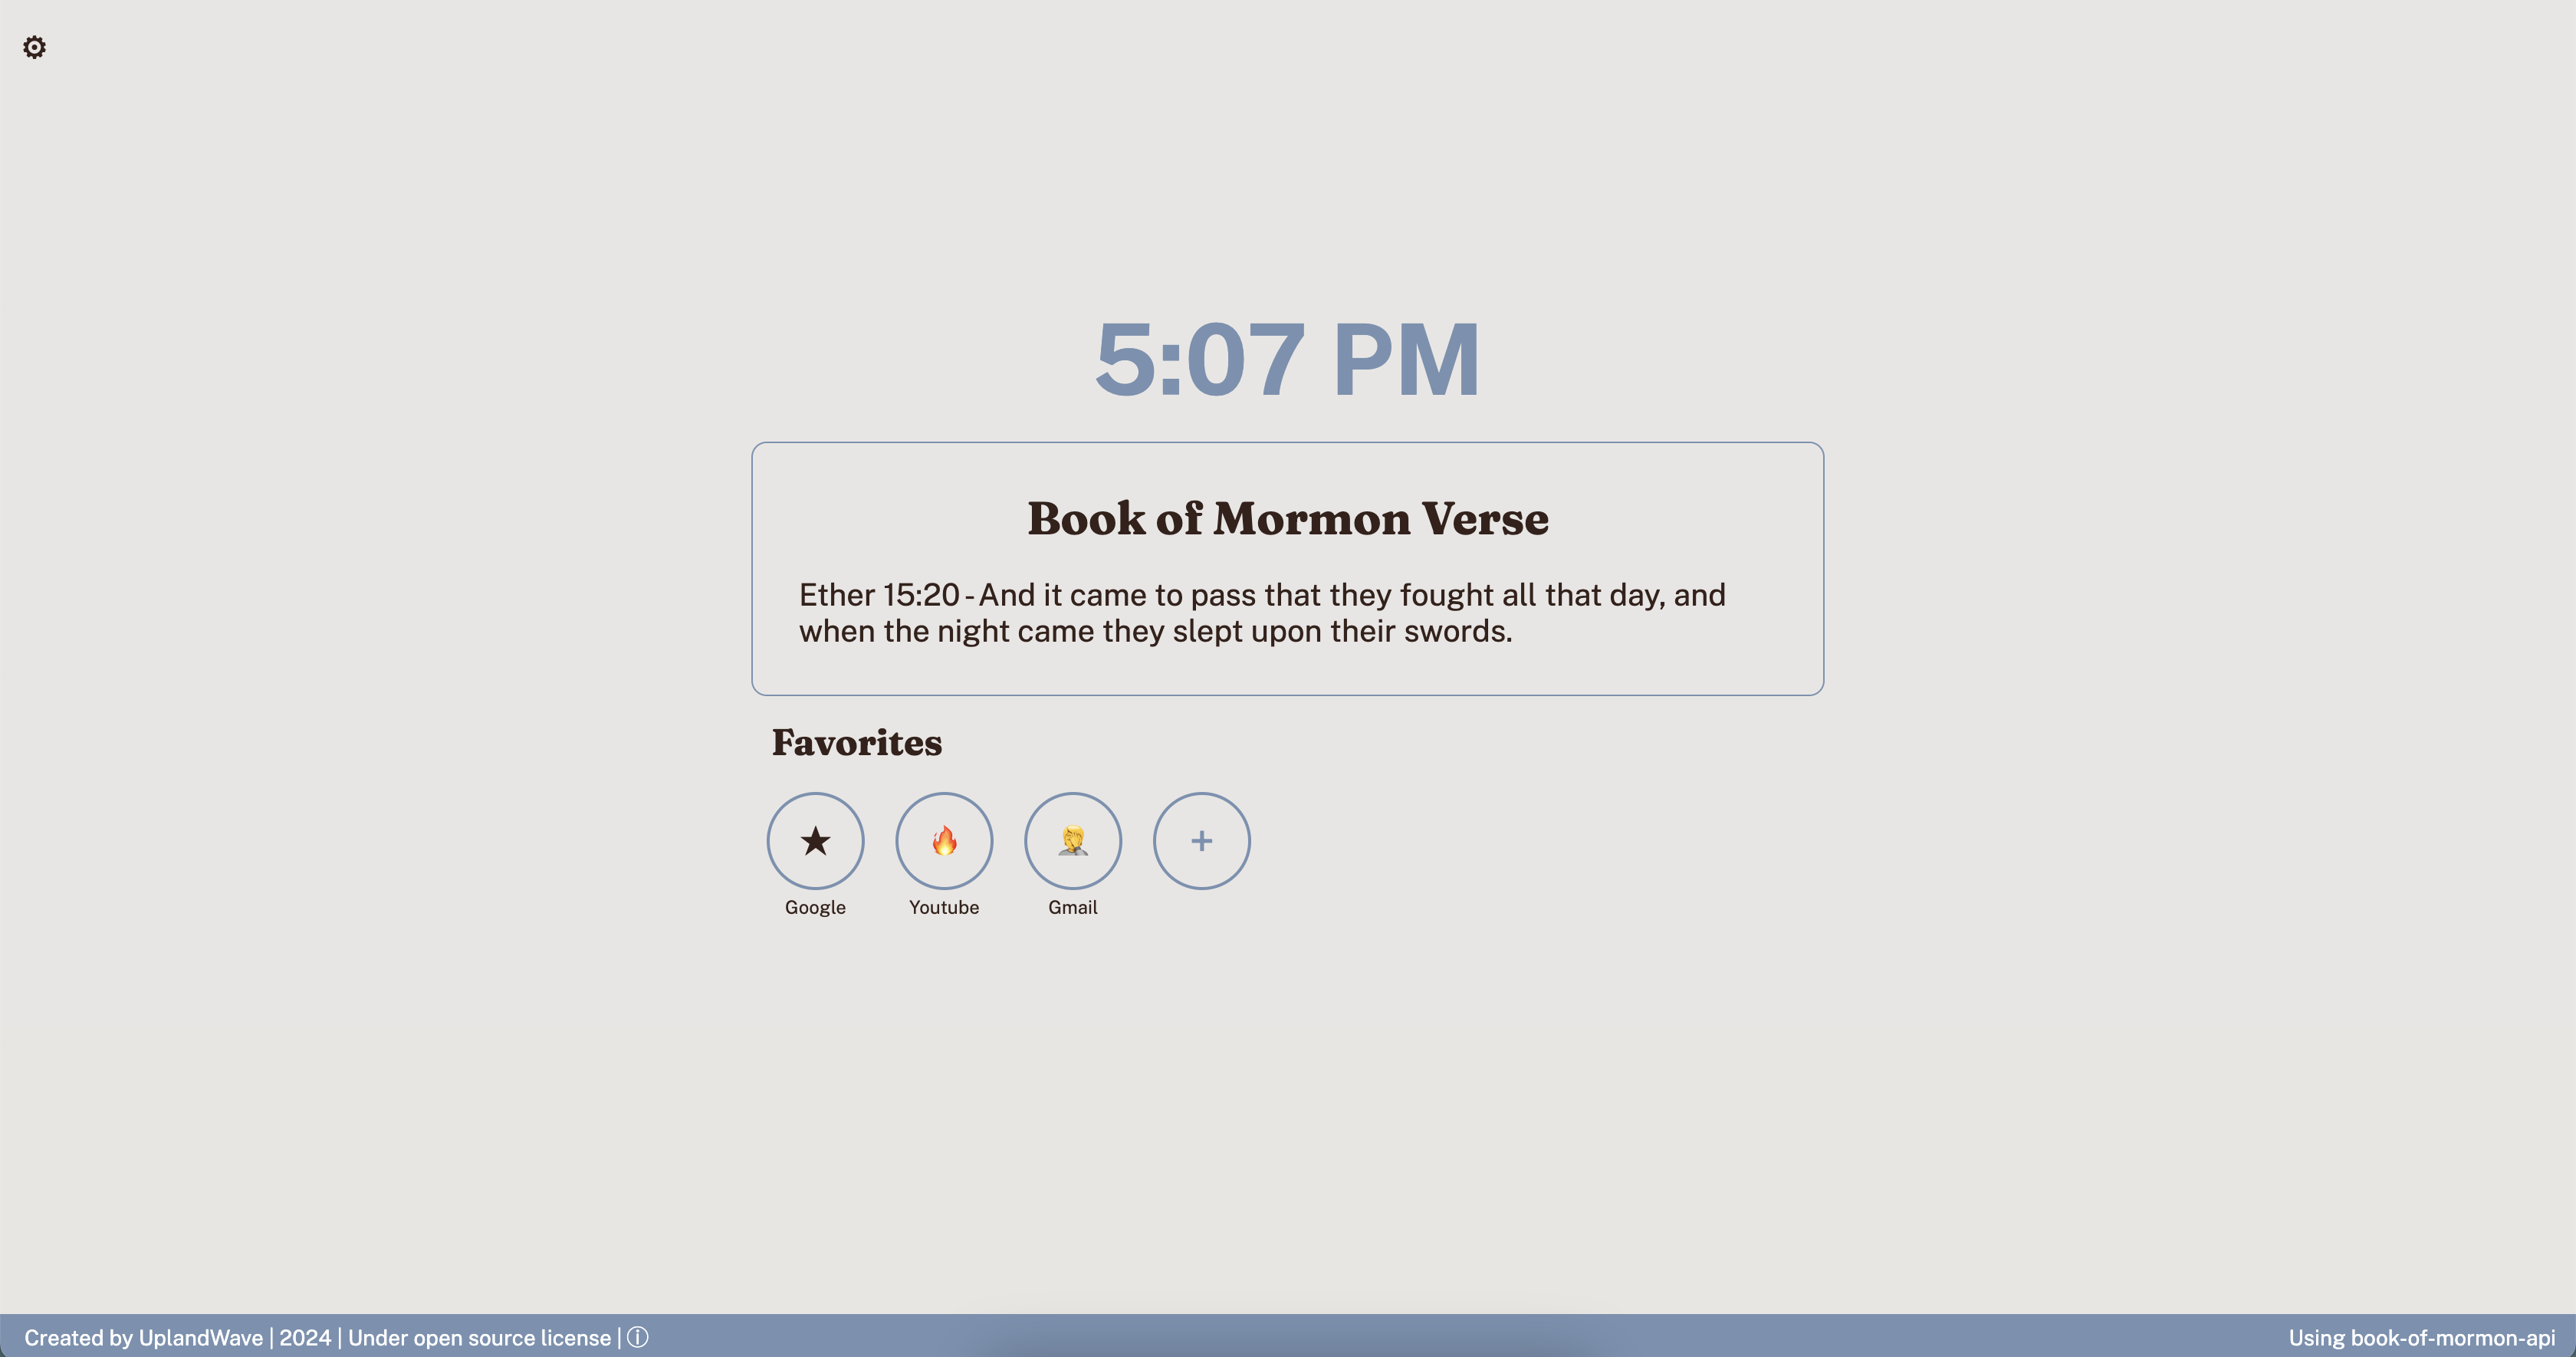 5:07 PM
Book of Mormon Verse
Ether 15:20 - And it came to pass that they fought all that day, and
when the night came they slept upon their swords.
Favorites
Google
Youtube
Gmail
Created by UplandWave | 2024 | Under open source license | ⓘ
Using book-of-mormon-api